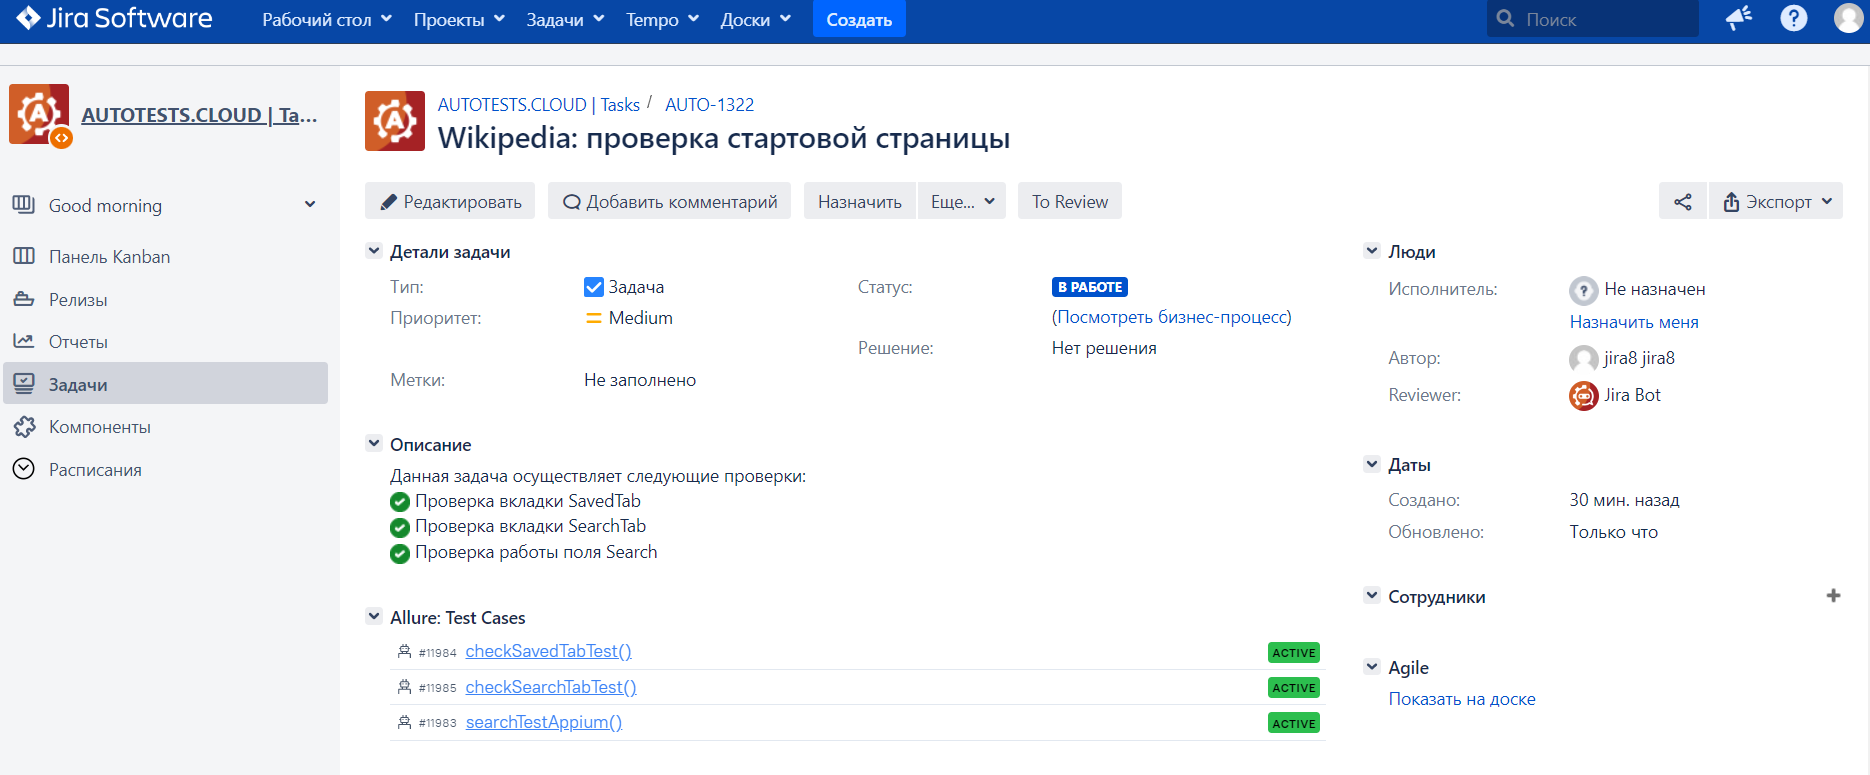 Jira Software Рабочий стол Проекты Задачи Tempo Доски Создать Поиск ?
AUTOTESTS.CLOUD | Ta...
Good morning
Панель Kanban
Релизы
Отчеты
Задачи
Компоненты
Расписания
AUTOTESTS.CLOUD | Tasks / AUTO-1322
Wikipedia: проверка стартовой страницы
Редактировать Добавить комментарий Назначить Еще... To Review Экспорт
Детали задачи
Тип: Задача Статус: В РАБОТЕ
Приоритет: Medium (Посмотреть бизнес-процесс)
Решение: Нет решения
Метки: Не заполнено
Описание
Данная задача осуществляет следующие проверки:
Проверка вкладки SavedTab
Проверка вкладки SearchTab
Проверка работы поля Search
Allure: Test Cases
#11984 checkSavedTabTest() ACTIVE
#11985 checkSearchTabTest() ACTIVE
#11983 searchTestAppium() ACTIVE
Люди
Исполнитель: Не назначен
Назначить меня
Автор: jira8 jira8
Reviewer: Jira Bot
Даты
Создано: 30 мин. назад
Обновлено: Только что
Сотрудники
Agile
Показать на доске